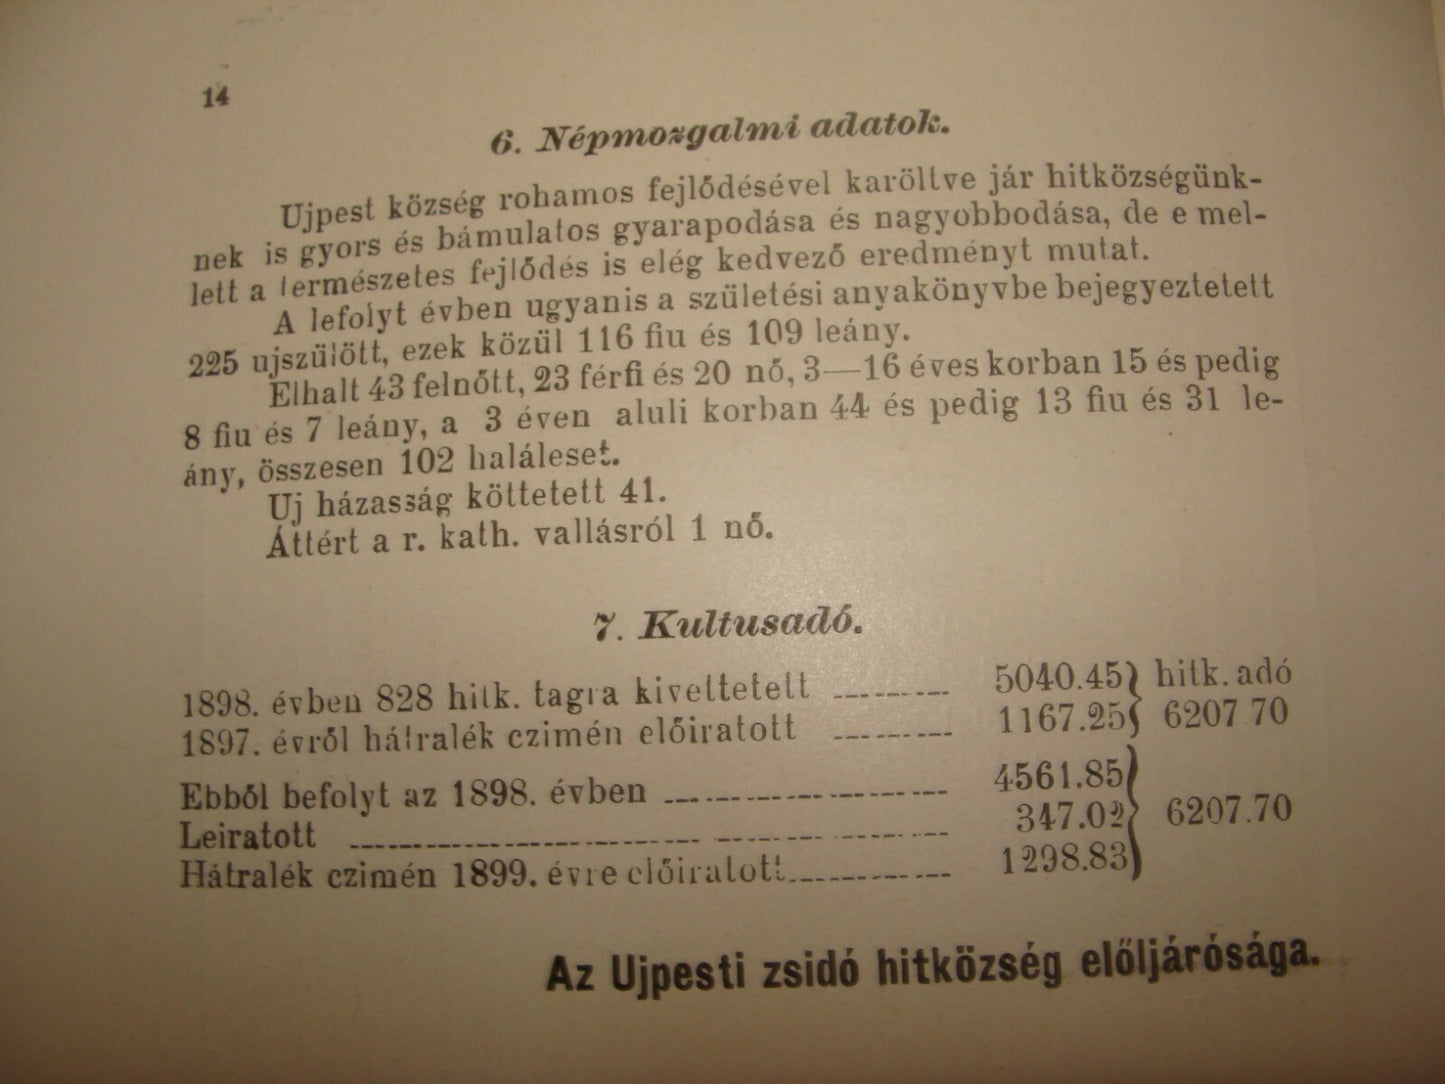 14
6. Népmozgalmi adatok.
Ujpest község rohamos fejlődésével karöltve jár hitközségünk-
nek is gyors és bámulatos gyarapodása és nagyobbodása, de e mel-
lett a természetes fejlődés is elég kedvező eredményt mutat.
A lefolyt évben ugyanis a születési anyakönyvbe bejegyeztetett
225 ujszülött, ezek közül 116 fiu és 109 leány.
Elhalt 43 felnőtt, 23 férfi és 20 nő, 3—16 éves korban 15 és pedig
8 fiu és 7 leány, a 3 éven aluli korban 44 és pedig 13 fiu és 31 le-
ány, összesen 102 haláleset.
Uj házasság köttetett 41.
Áttért a r. kath. vallásról 1 nő.
7. Kultusadó.
1898. évben 828 hitk. tagra kivettetett 5040.45 hitk. adó
1897. évről hátralék czimén előiratott 1167.25 6207.70
Ebből befolyt az 1898. évben 4561.85
Leiratott 347.02 6207.70
Hátralék czimén 1899. évre előiratott 1298.83
Az Ujpesti zsidó hitközség előljárósága.